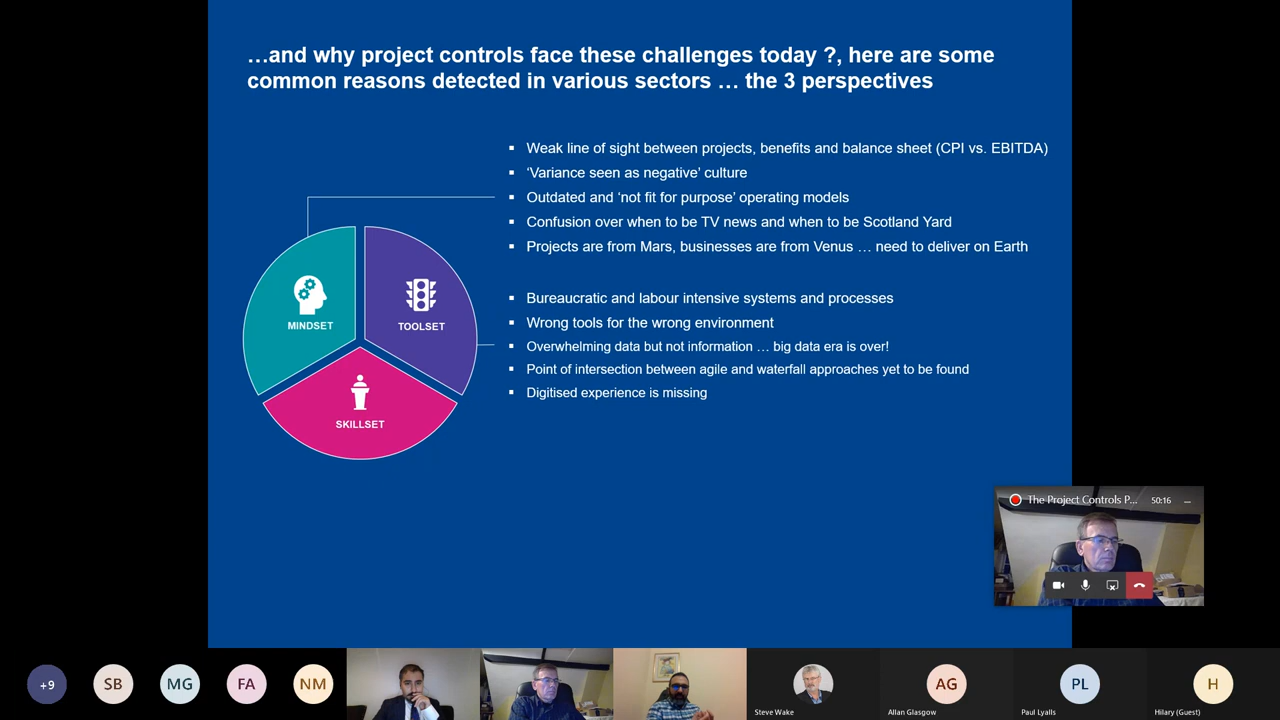 …and why project controls face these challenges today ?, here are some
common reasons detected in various sectors … the 3 perspectives
▪ Weak line of sight between projects, benefits and balance sheet (CPI vs. EBITDA)
▪ ‘Variance seen as negative’ culture
▪ Outdated and ‘not fit for purpose’ operating models
▪ Confusion over when to be TV news and when to be Scotland Yard
▪ Projects are from Mars, businesses are from Venus … need to deliver on Earth
▪ Bureaucratic and labour intensive systems and processes
▪ Wrong tools for the wrong environment
▪ Overwhelming data but not information … big data era is over!
▪ Point of intersection between agile and waterfall approaches yet to be found
▪ Digitised experience is missing
MINDSET
TOOLSET
SKILLSET
The Project Controls P... 50:16 ...
+9
SB
MG
FA
NM
Steve Wake
AG
Allan Glasgow
PL
Paul Lyalls
H
Hilary (Guest)